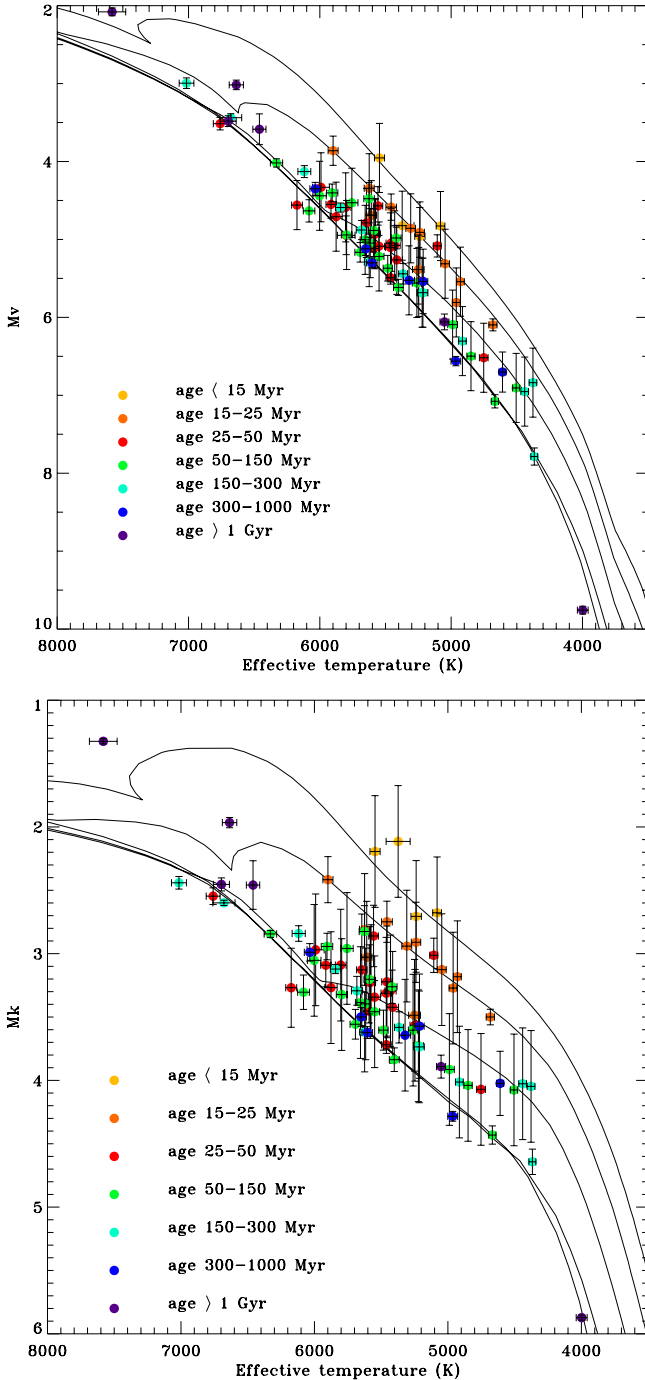 2
4
Mv
6
8
10
age ⟨ 15 Myr
age 15−25 Myr
age 25−50 Myr
age 50−150 Myr
age 150−300 Myr
age 300−1000 Myr
age ⟩ 1 Gyr
8000 7000 6000 5000 4000
Effective temperature (K)
1
2
3
Mk
4
5
6
age ⟨ 15 Myr
age 15−25 Myr
age 25−50 Myr
age 50−150 Myr
age 150−300 Myr
age 300−1000 Myr
age ⟩ 1 Gyr
8000 7000 6000 5000 4000
Effective temperature (K)